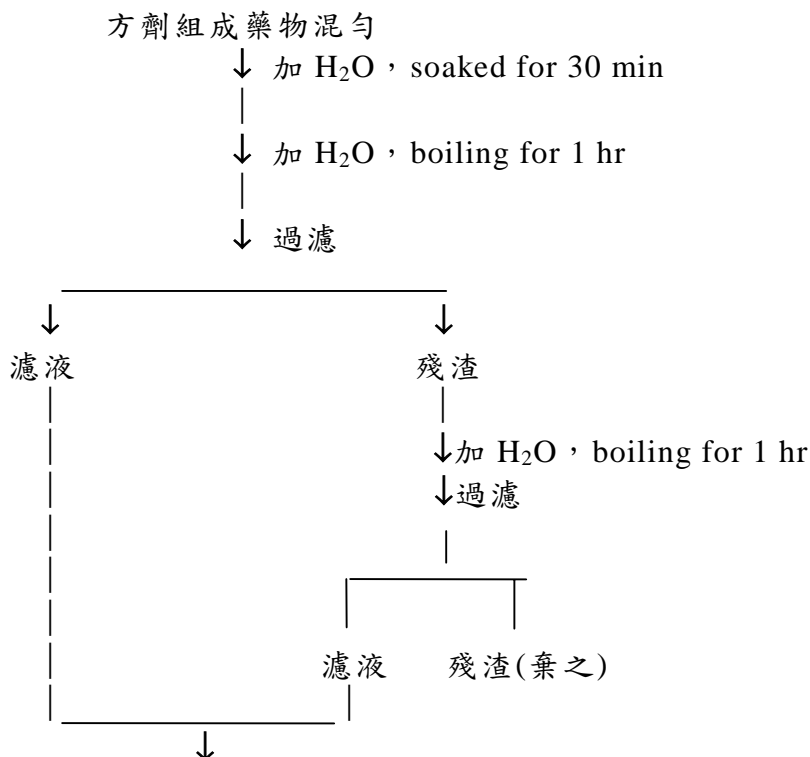 方劑組成藥物混勻
加 H₂O，soaked for 30 min
加 H₂O，boiling for 1 hr
過濾
濾液 殘渣
加 H₂O，boiling for 1 hr
過濾
濾液 殘渣(棄之)